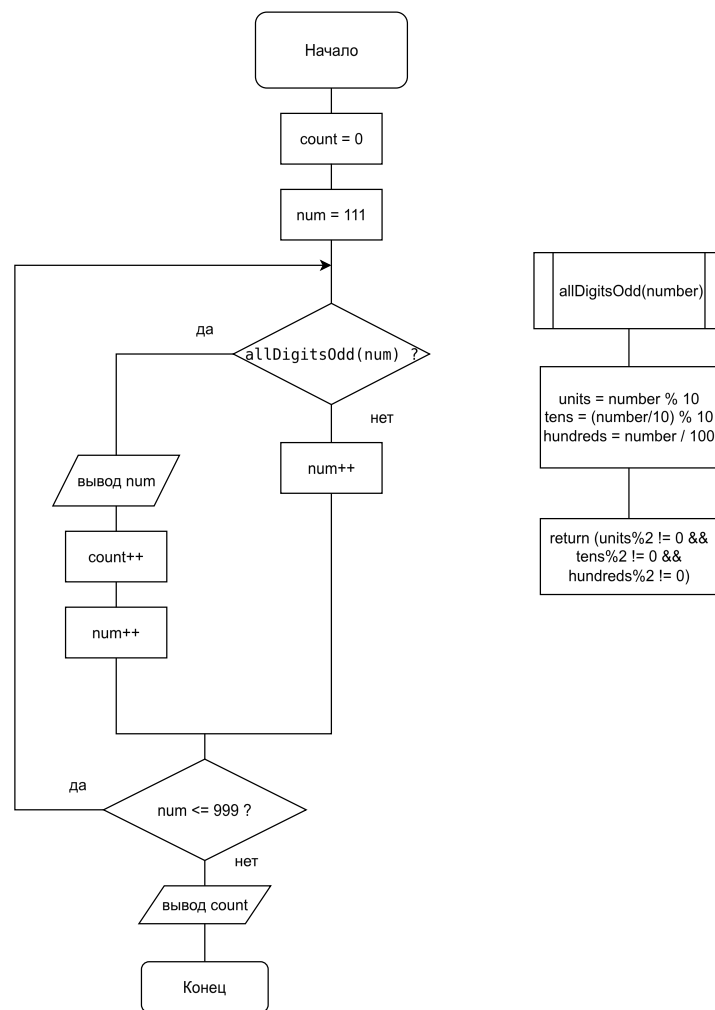 Начало
count = 0
num = 111
да
allDigitsOdd(num) ?
нет
вывод num
count++
num++
num++
да
num <= 999 ?
нет
вывод count
Конец
allDigitsOdd(number)
units = number % 10
tens = (number/10) % 10
hundreds = number / 100
return (units%2 != 0 &&
tens%2 != 0 &&
hundreds%2 != 0)